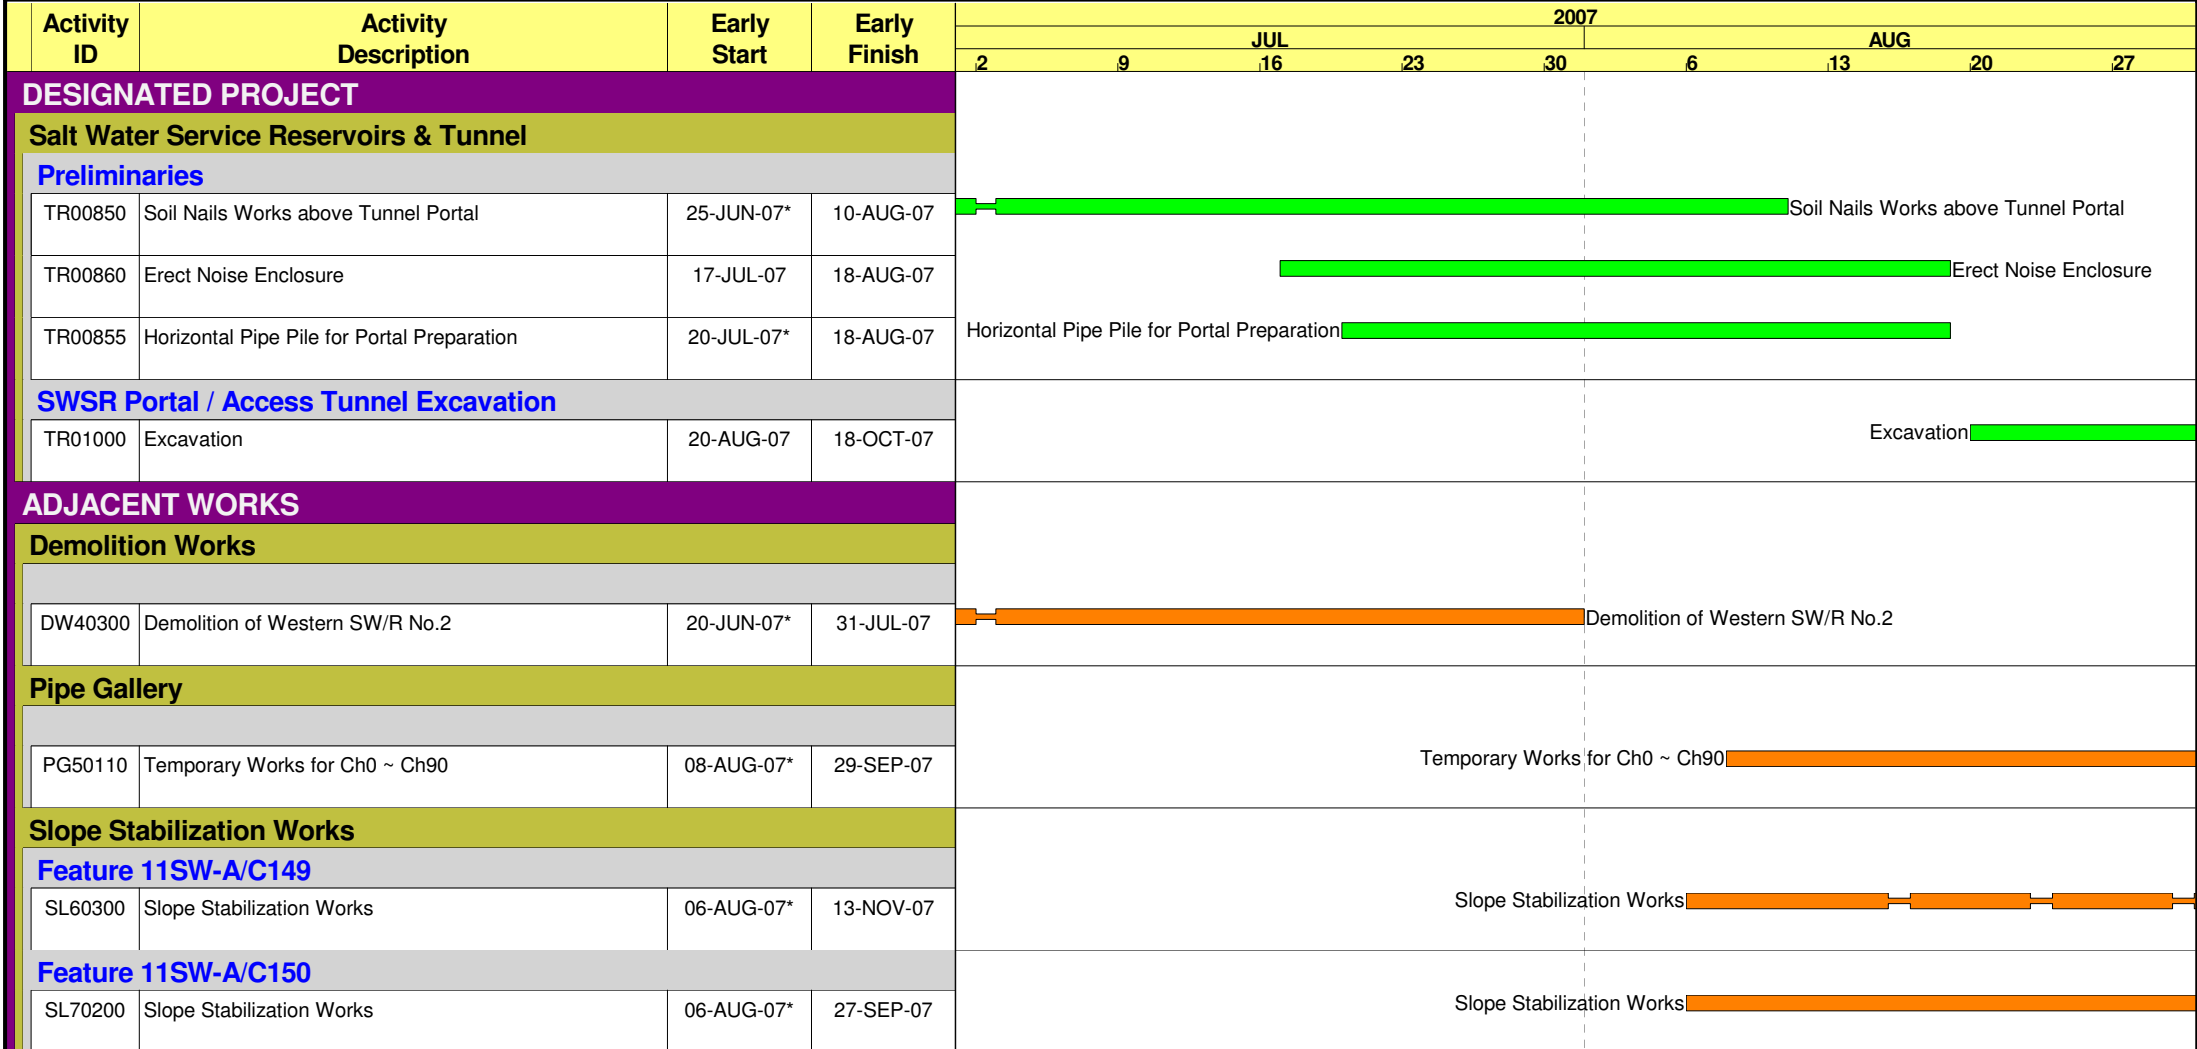 Activity ID Activity Description Early Start Early Finish
2007
JUL AUG
2 9 16 23 30 6 13 20 27
DESIGNATED PROJECT
Salt Water Service Reservoirs & Tunnel
Preliminaries
TR00850 Soil Nails Works above Tunnel Portal 25-JUN-07* 10-AUG-07 Soil Nails Works above Tunnel Portal
TR00860 Erect Noise Enclosure 17-JUL-07 18-AUG-07 Erect Noise Enclosure
TR00855 Horizontal Pipe Pile for Portal Preparation 20-JUL-07* 18-AUG-07 Horizontal Pipe Pile for Portal Preparation
SWSR Portal / Access Tunnel Excavation
TR01000 Excavation 20-AUG-07 18-OCT-07 Excavation
ADJACENT WORKS
Demolition Works
DW40300 Demolition of Western SW/R No.2 20-JUN-07* 31-JUL-07 Demolition of Western SW/R No.2
Pipe Gallery
PG50110 Temporary Works for Ch0 ~ Ch90 08-AUG-07* 29-SEP-07 Temporary Works for Ch0 ~ Ch90
Slope Stabilization Works
Feature 11SW-A/C149
SL60300 Slope Stabilization Works 06-AUG-07* 13-NOV-07 Slope Stabilization Works
Feature 11SW-A/C150
SL70200 Slope Stabilization Works 06-AUG-07* 27-SEP-07 Slope Stabilization Works